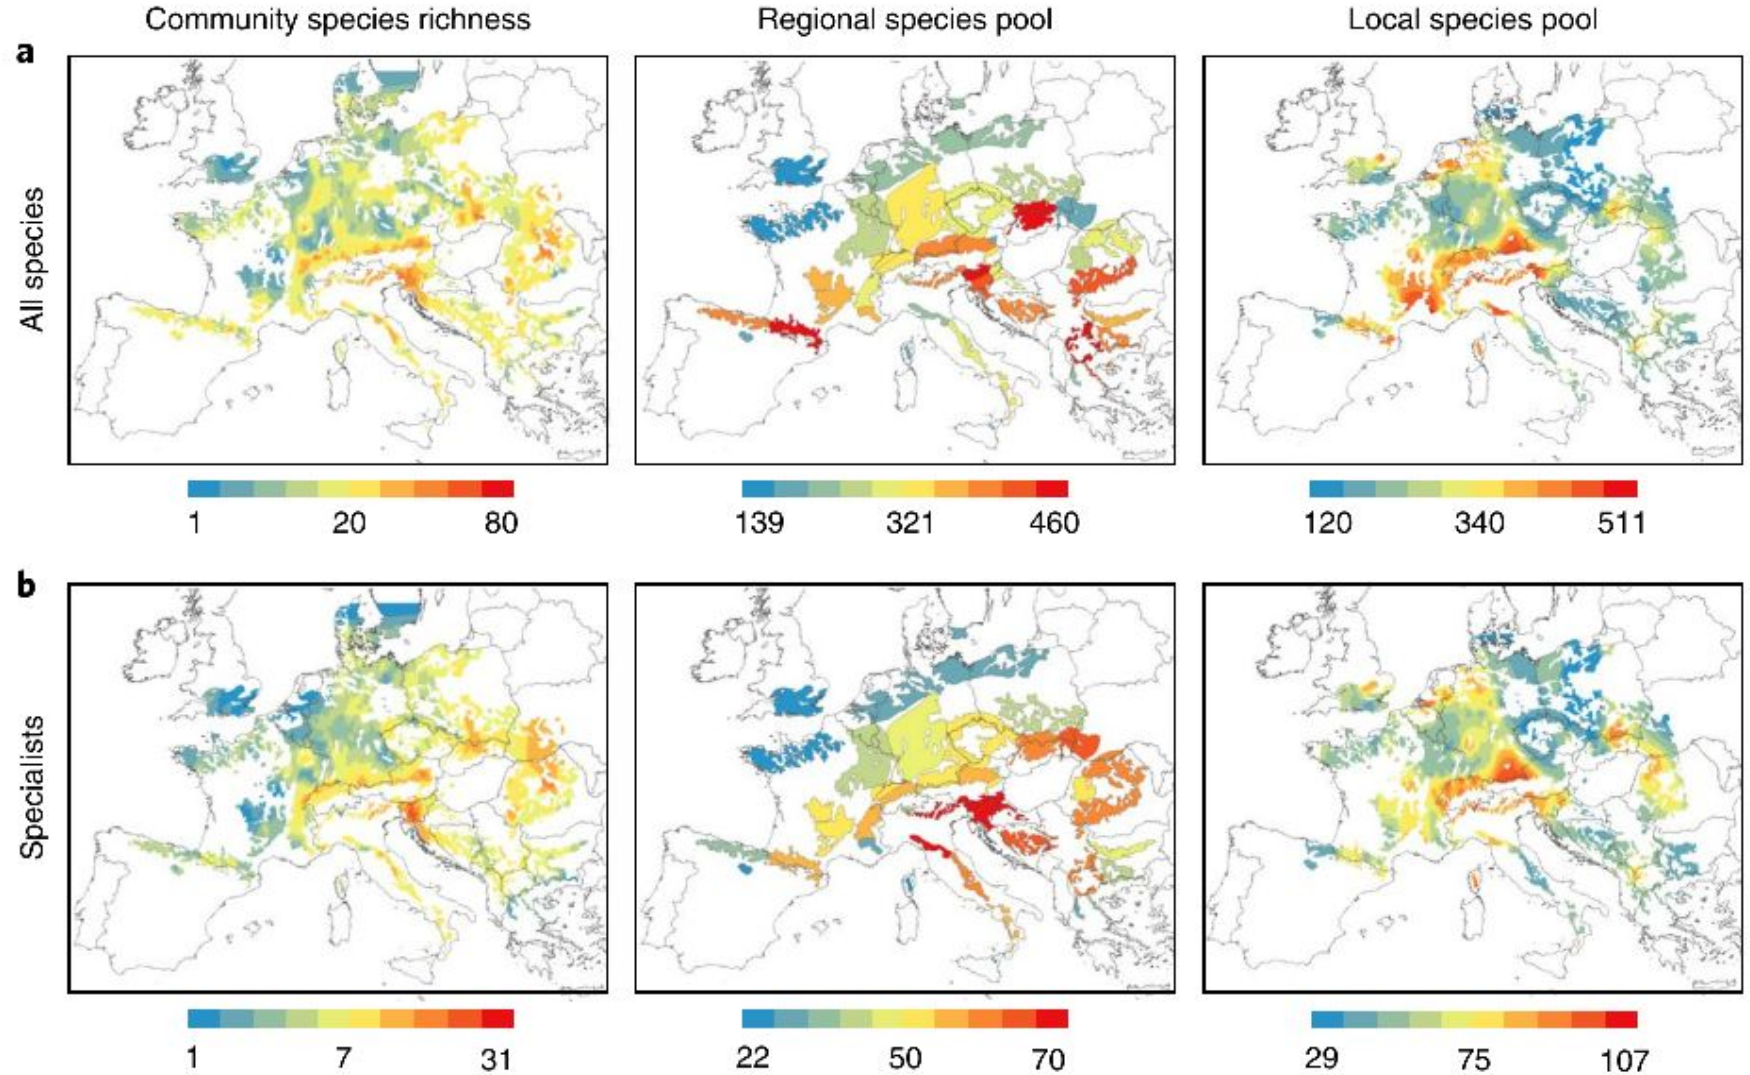 Community species richness Regional species pool Local species pool
a
All species
1 20 80 139 321 460 120 340 511
b
Specialists
1 7 31 22 50 70 29 75 107